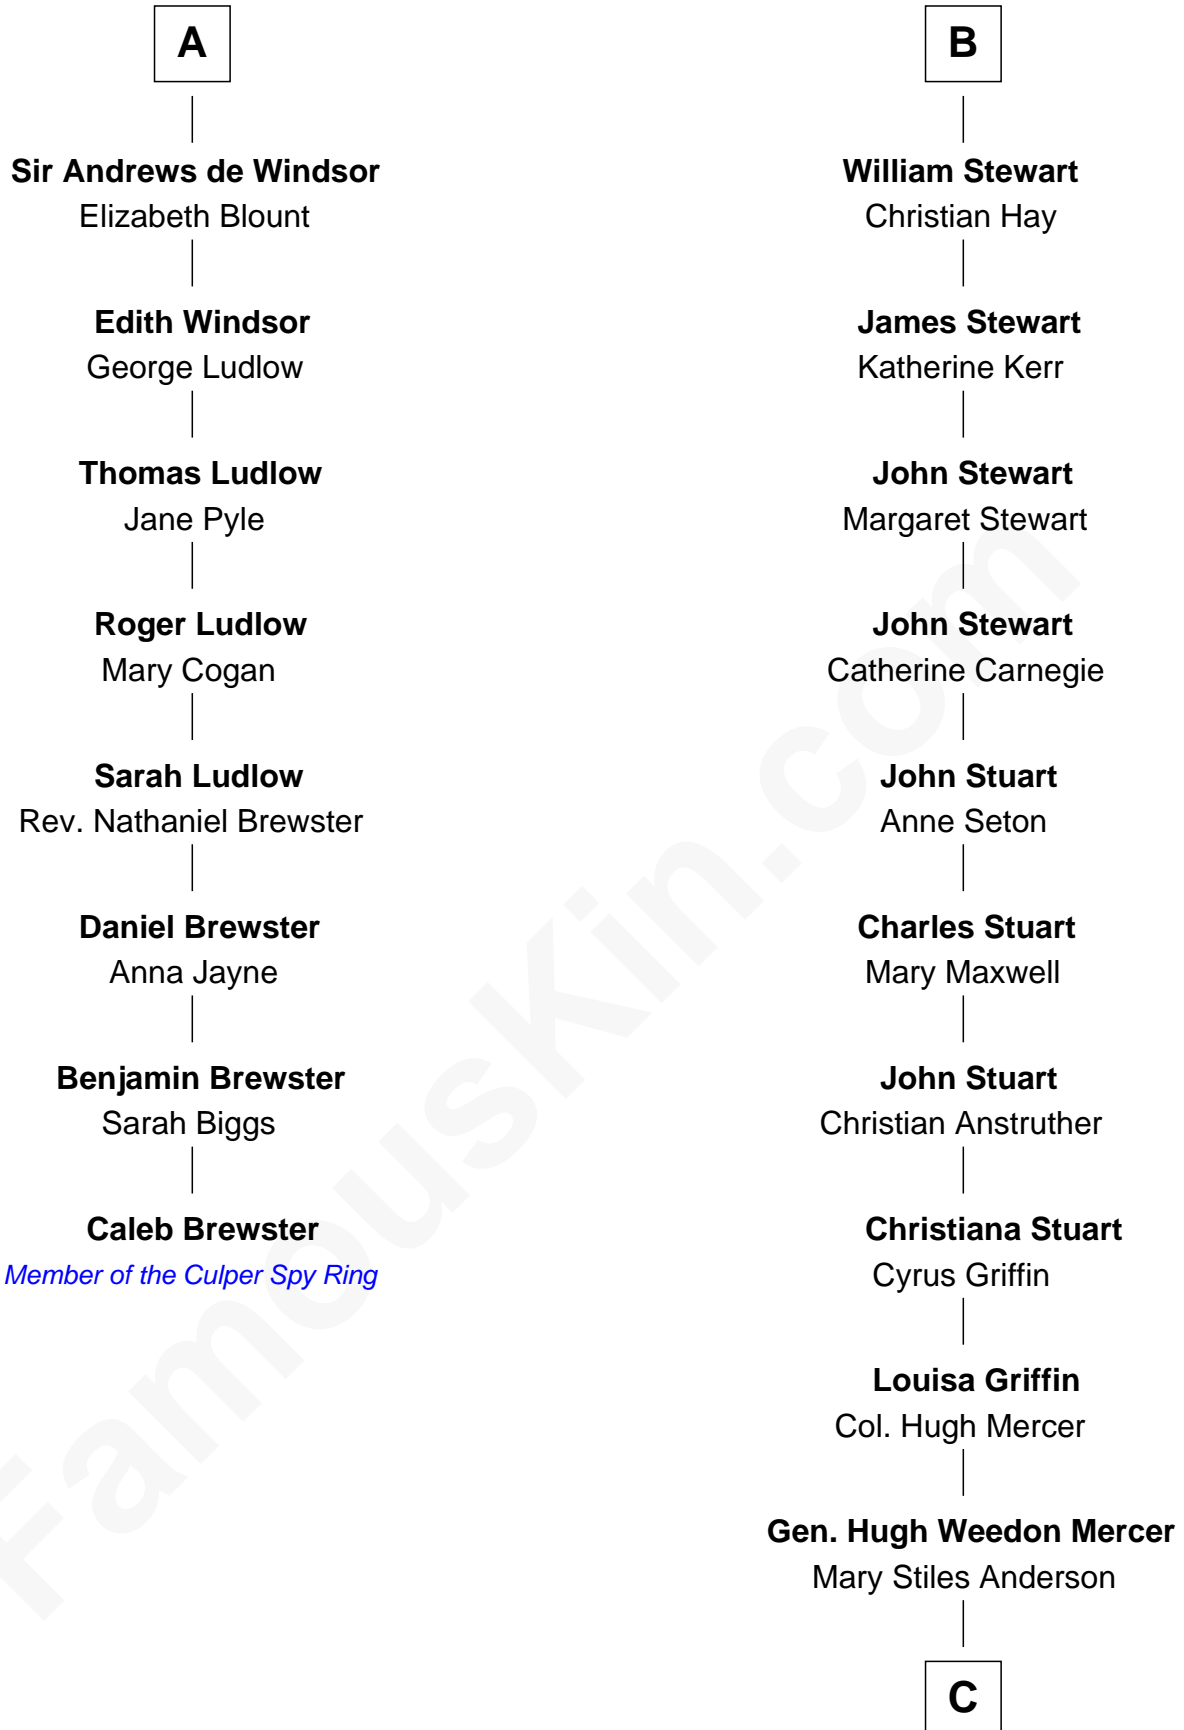 A
Sir Andrews de Windsor
Elizabeth Blount
Edith Windsor
George Ludlow
Thomas Ludlow
Jane Pyle
Roger Ludlow
Mary Cogan
Sarah Ludlow
Rev. Nathaniel Brewster
Daniel Brewster
Anna Jayne
Benjamin Brewster
Sarah Biggs
Caleb Brewster
Member of the Culper Spy Ring
B
William Stewart
Christian Hay
James Stewart
Katherine Kerr
John Stewart
Margaret Stewart
John Stewart
Catherine Carnegie
John Stuart
Anne Seton
Charles Stuart
Mary Maxwell
John Stuart
Christian Anstruther
Christiana Stuart
Cyrus Griffin
Louisa Griffin
Col. Hugh Mercer
Gen. Hugh Weedon Mercer
Mary Stiles Anderson
C
FamousKin.com